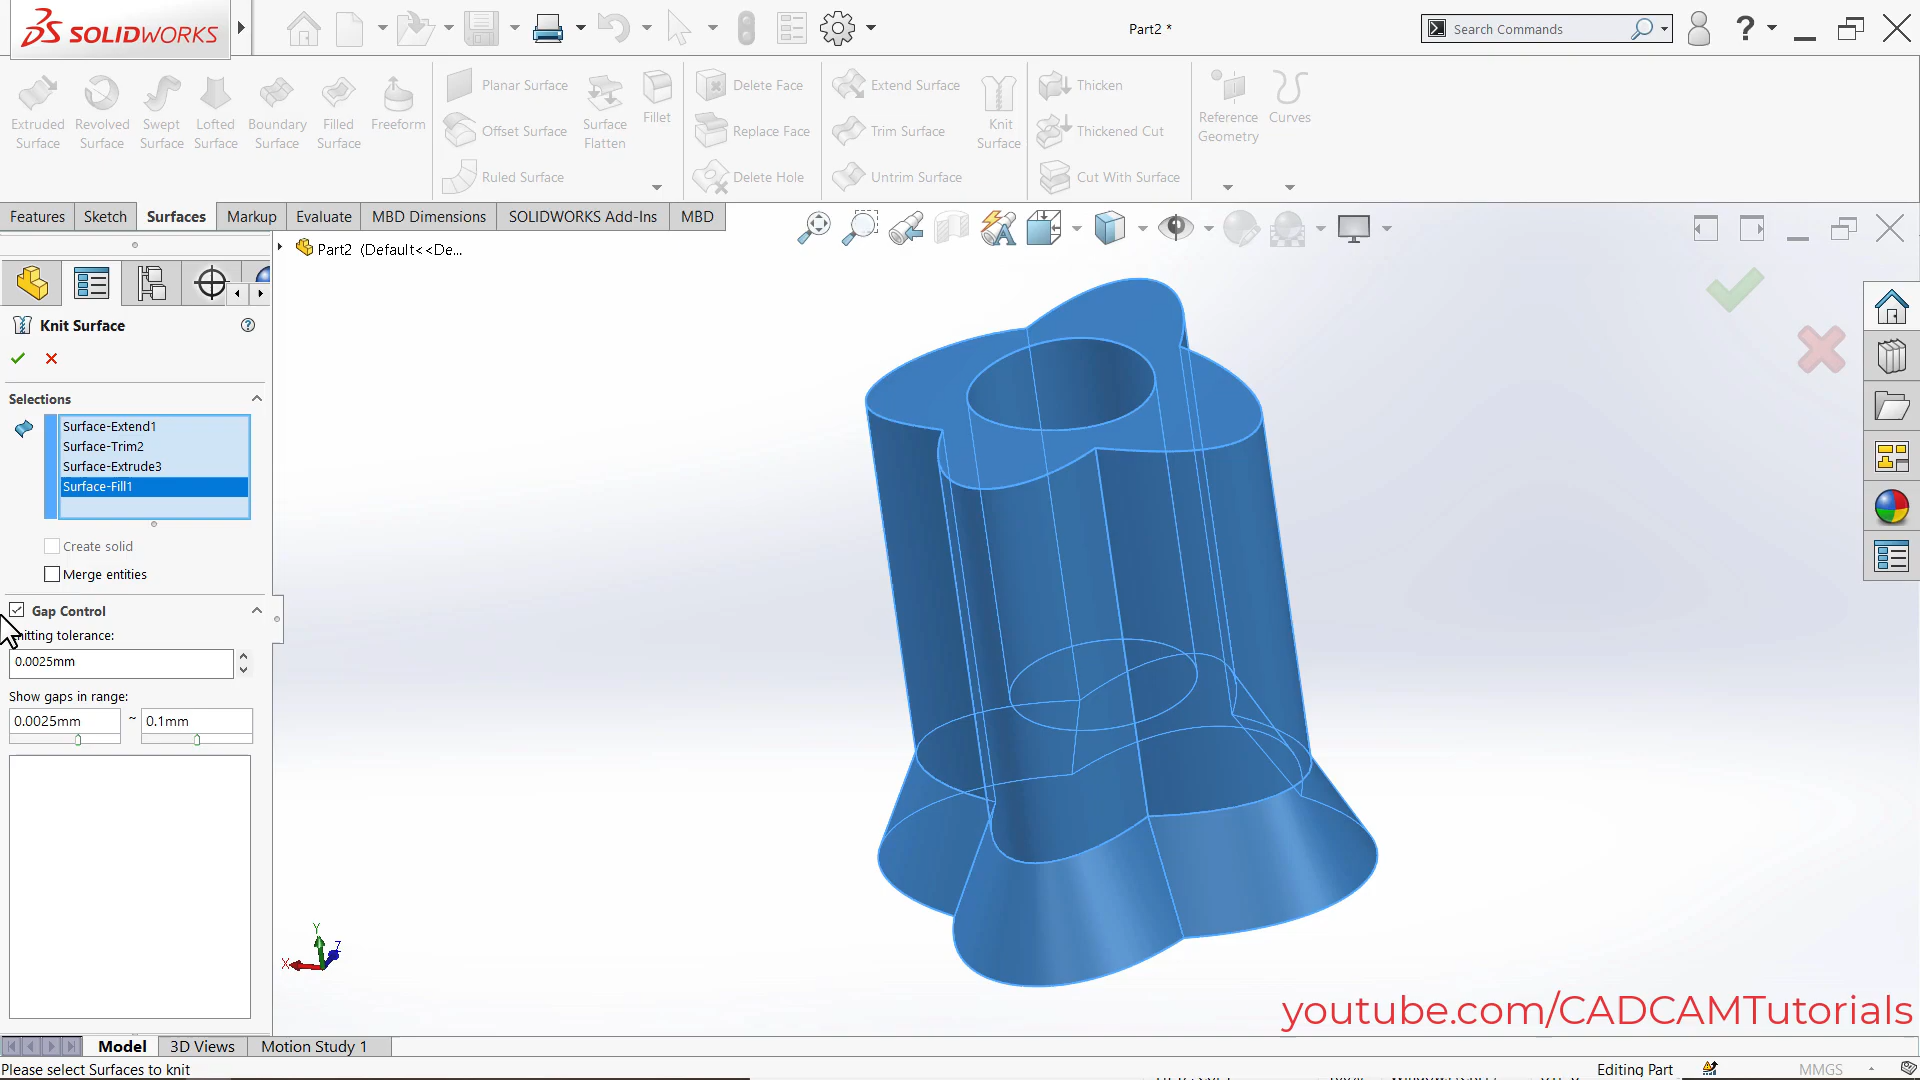 SOLIDWORKS
Part2 *
Search Commands
?
Extruded Surface
Revolved Surface
Swept Surface
Lofted Surface
Boundary Surface
Filled Surface
Freeform
Planar Surface
Offset Surface
Ruled Surface
Surface Flatten
Fillet
Delete Face
Replace Face
Delete Hole
Extend Surface
Trim Surface
Untrim Surface
Knit Surface
Thicken
Thickened Cut
Cut With Surface
Reference Geometry
Curves
Features
Sketch
Surfaces
Markup
Evaluate
MBD Dimensions
SOLIDWORKS Add-Ins
MBD
Part2 (Default<<De...
Knit Surface
Selections
Surface-Extend1
Surface-Trim2
Surface-Extrude3
Surface-Fill1
Create solid
Merge entities
Gap Control
tolerance:
0.0025mm
Show gaps in range:
0.0025mm ~ 0.1mm
Y
X
Z
youtube.com/CADCAMTutorials
Model
3D Views
Motion Study 1
Please select Surfaces to knit
Editing Part
MMGS